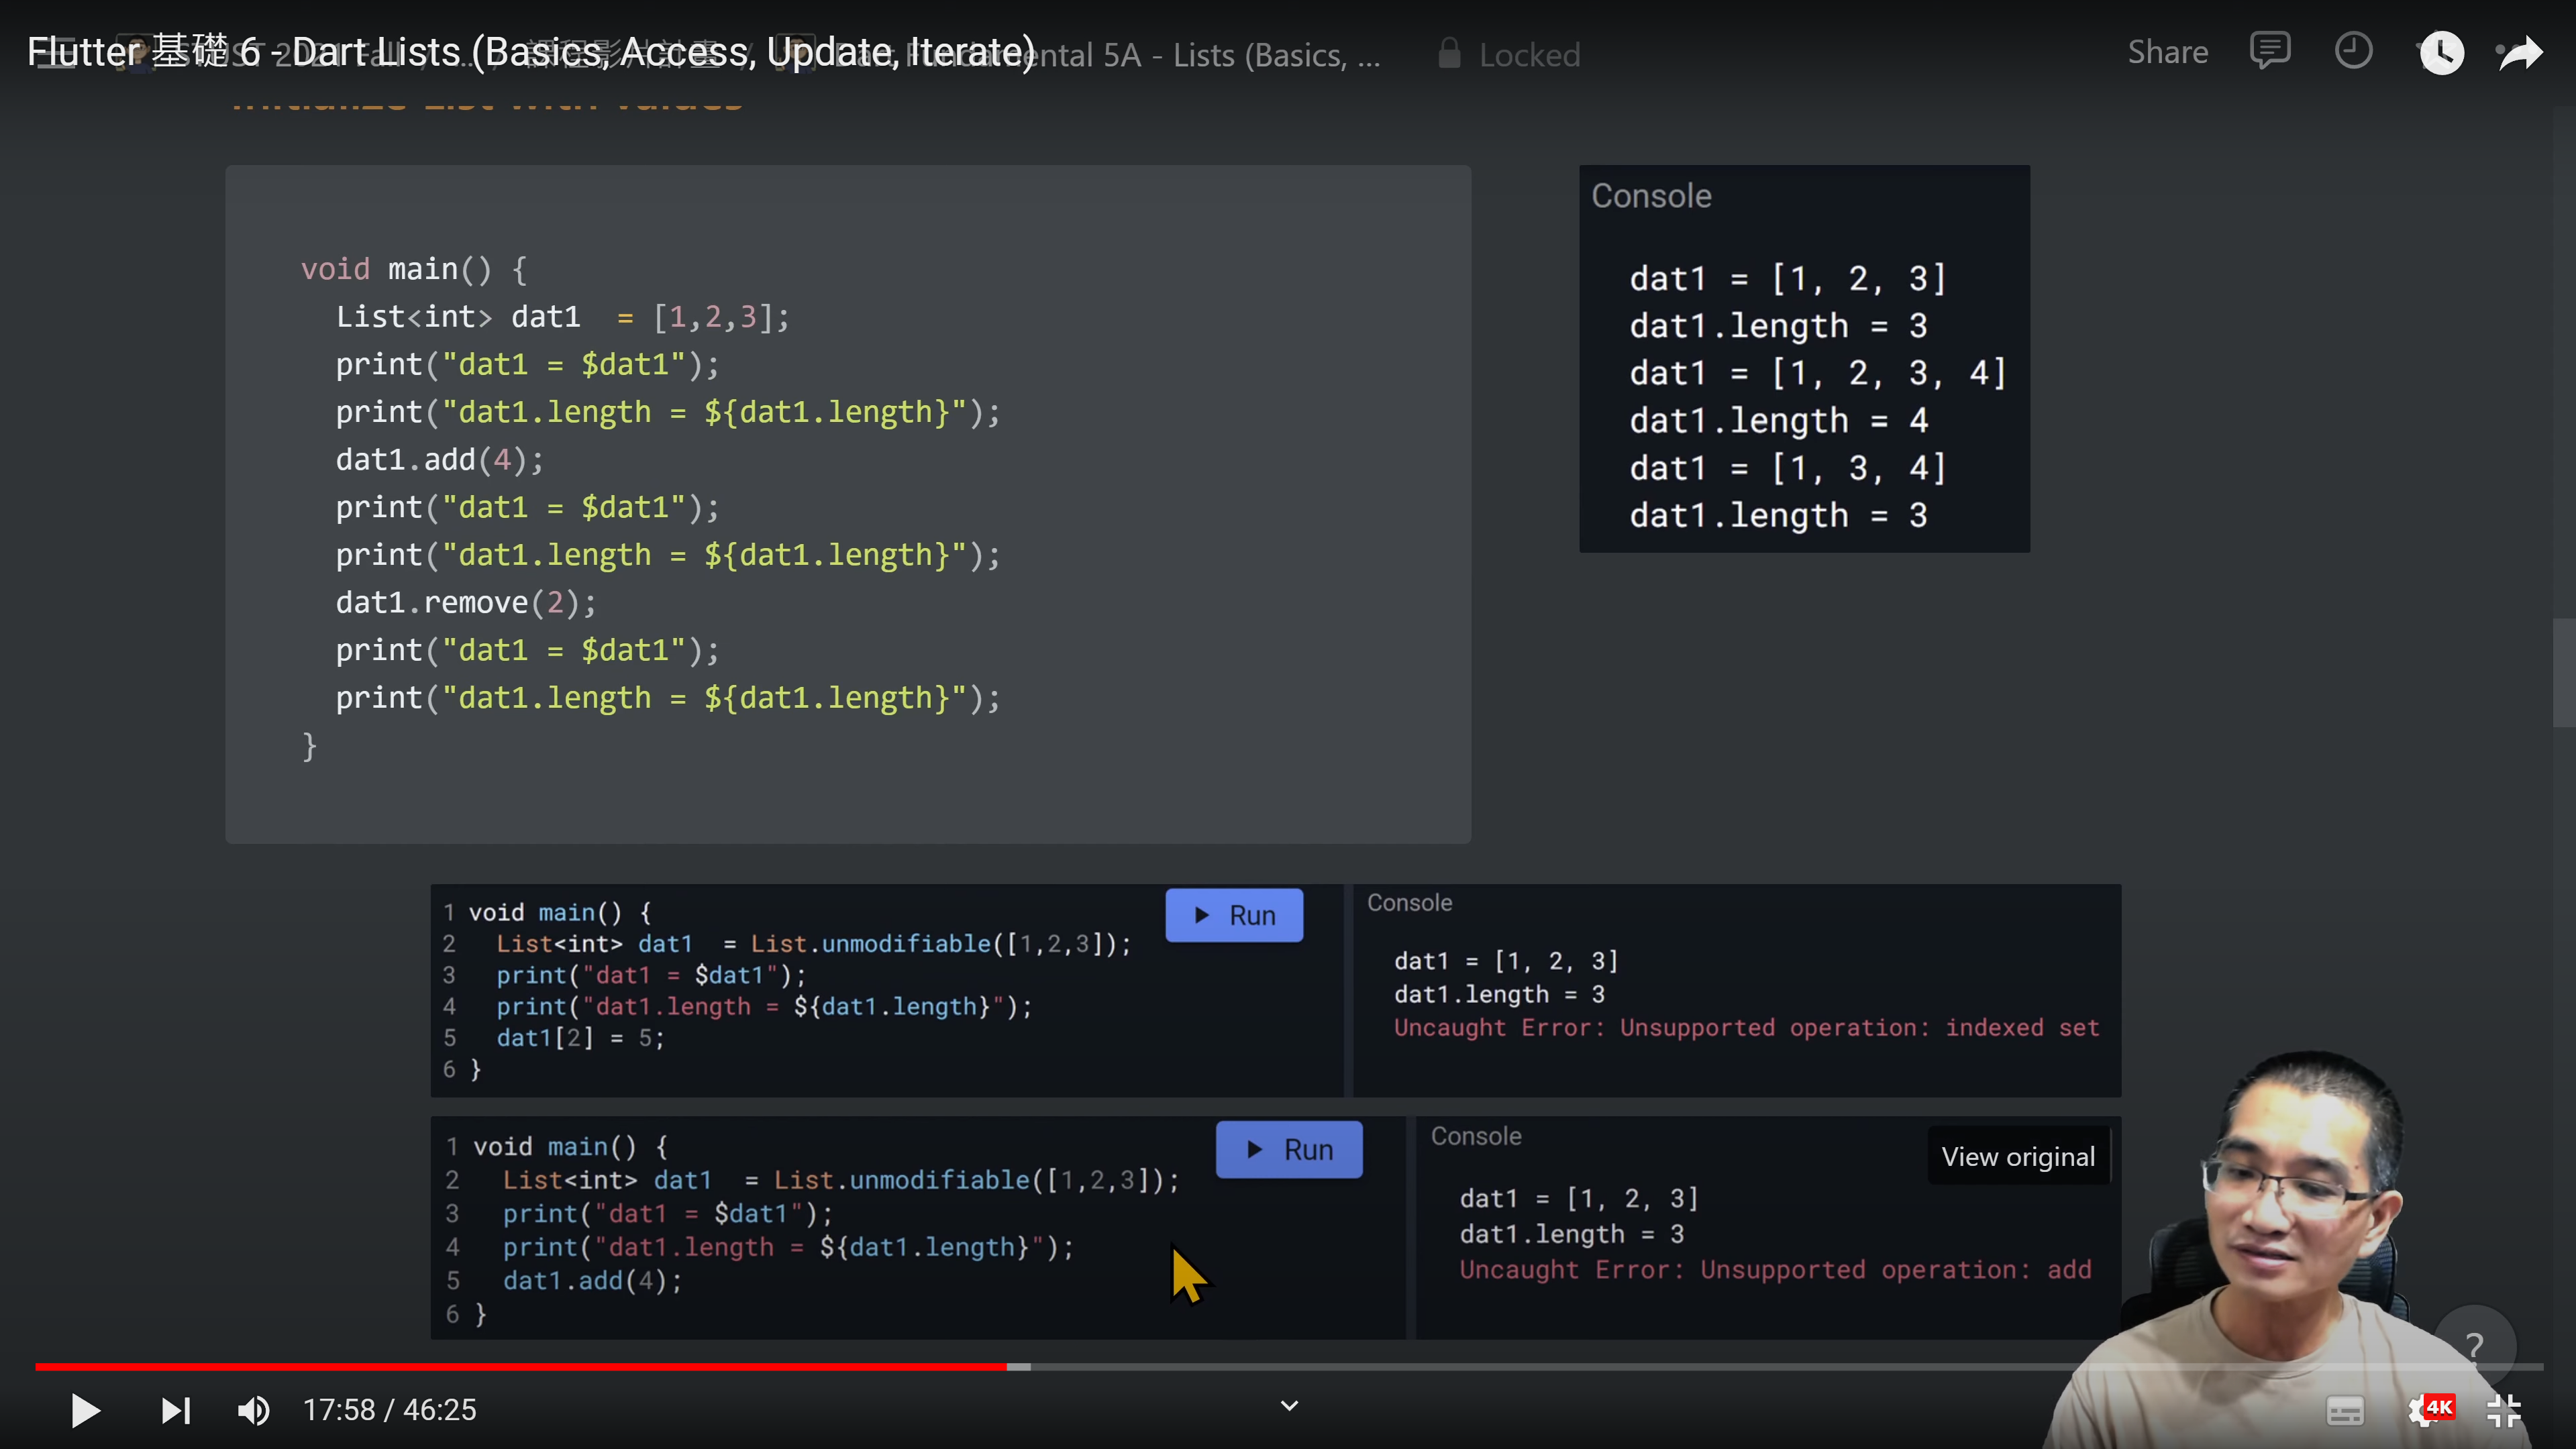 Flutter 基礎 6 - Dart Lists (Basics, Access, Update, Iterate)
2021 Fall
Dart Fundamental 5A - Lists (Basics, ...
Locked
Share
Initialize List with values
void main() {
List<int> dat1  = [1,2,3];
print("dat1 = $dat1");
print("dat1.length = ${dat1.length}");
dat1.add(4);
print("dat1 = $dat1");
print("dat1.length = ${dat1.length}");
dat1.remove(2);
print("dat1 = $dat1");
print("dat1.length = ${dat1.length}");
}
Console
dat1 = [1, 2, 3]
dat1.length = 3
dat1 = [1, 2, 3, 4]
dat1.length = 4
dat1 = [1, 3, 4]
dat1.length = 3
1 void main() {
2 List<int> dat1  = List.unmodifiable([1,2,3]);
3 print("dat1 = $dat1");
4 print("dat1.length = ${dat1.length}");
5 dat1[2] = 5;
6 }
Run
Console
dat1 = [1, 2, 3]
dat1.length = 3
Uncaught Error: Unsupported operation: indexed set
1 void main() {
2 List<int> dat1  = List.unmodifiable([1,2,3]);
3 print("dat1 = $dat1");
4 print("dat1.length = ${dat1.length}");
5 dat1.add(4);
6 }
Run
Console
View original
dat1 = [1, 2, 3]
dat1.length = 3
Uncaught Error: Unsupported operation: add
?
17:58 / 46:25
4K